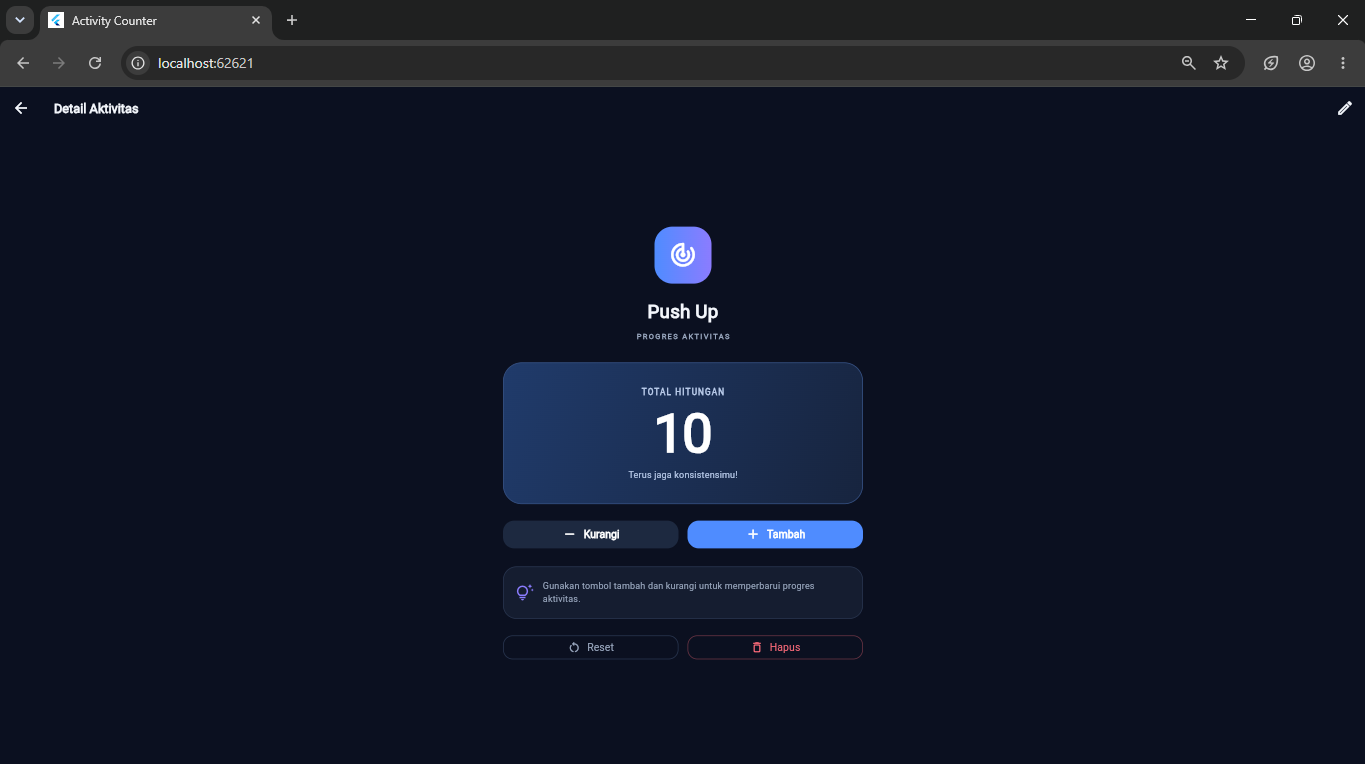 Activity Counter
localhost:62621
Detail Aktivitas
Push Up
PROGRES AKTIVITAS
TOTAL HITUNGAN
10
Terus jaga konsistensimu!
Kurangi
Tambah
Gunakan tombol tambah dan kurangi untuk memperbarui progres
aktivitas.
Reset
Hapus